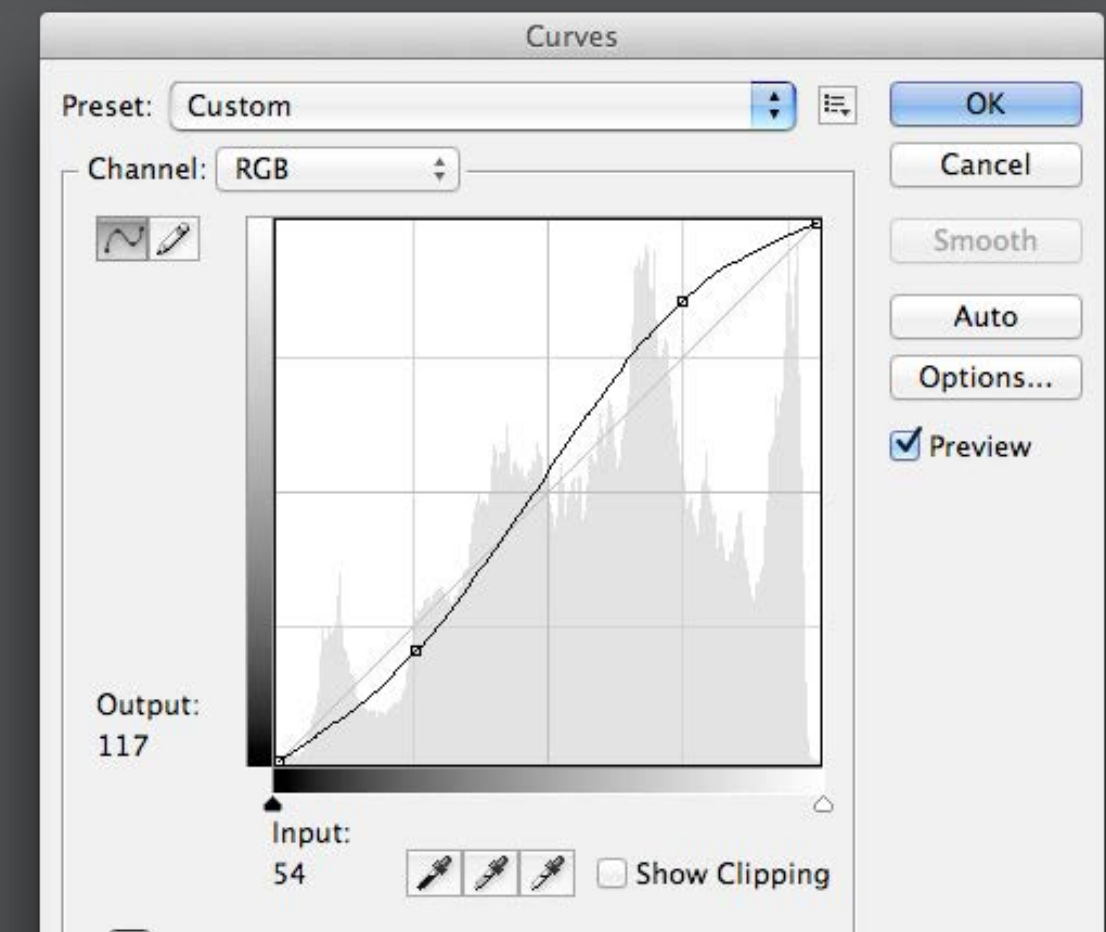 Curves
Preset: Custom
OK
Channel: RGB
Cancel
Smooth
Auto
Options...
Preview
Output:
117
Input:
54
Show Clipping